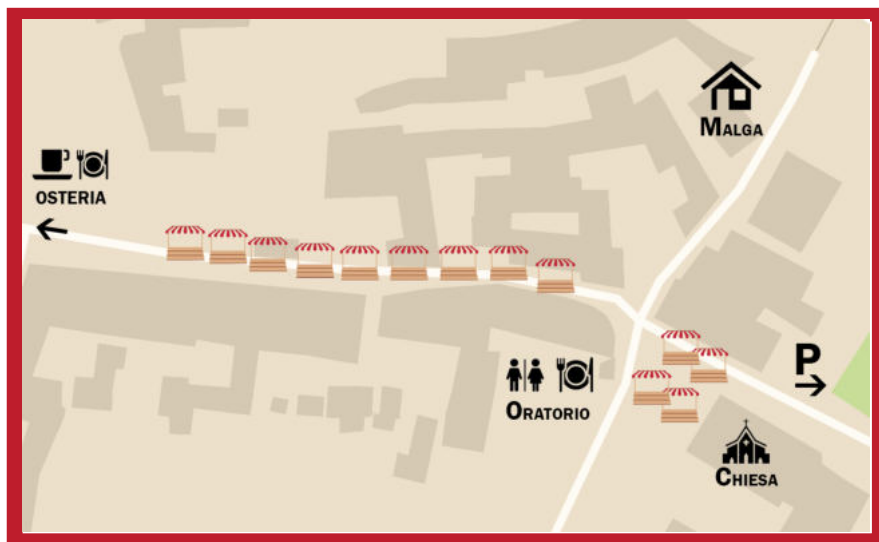 MALGA
OSTERIA
P
ORATORIO
CHIESA